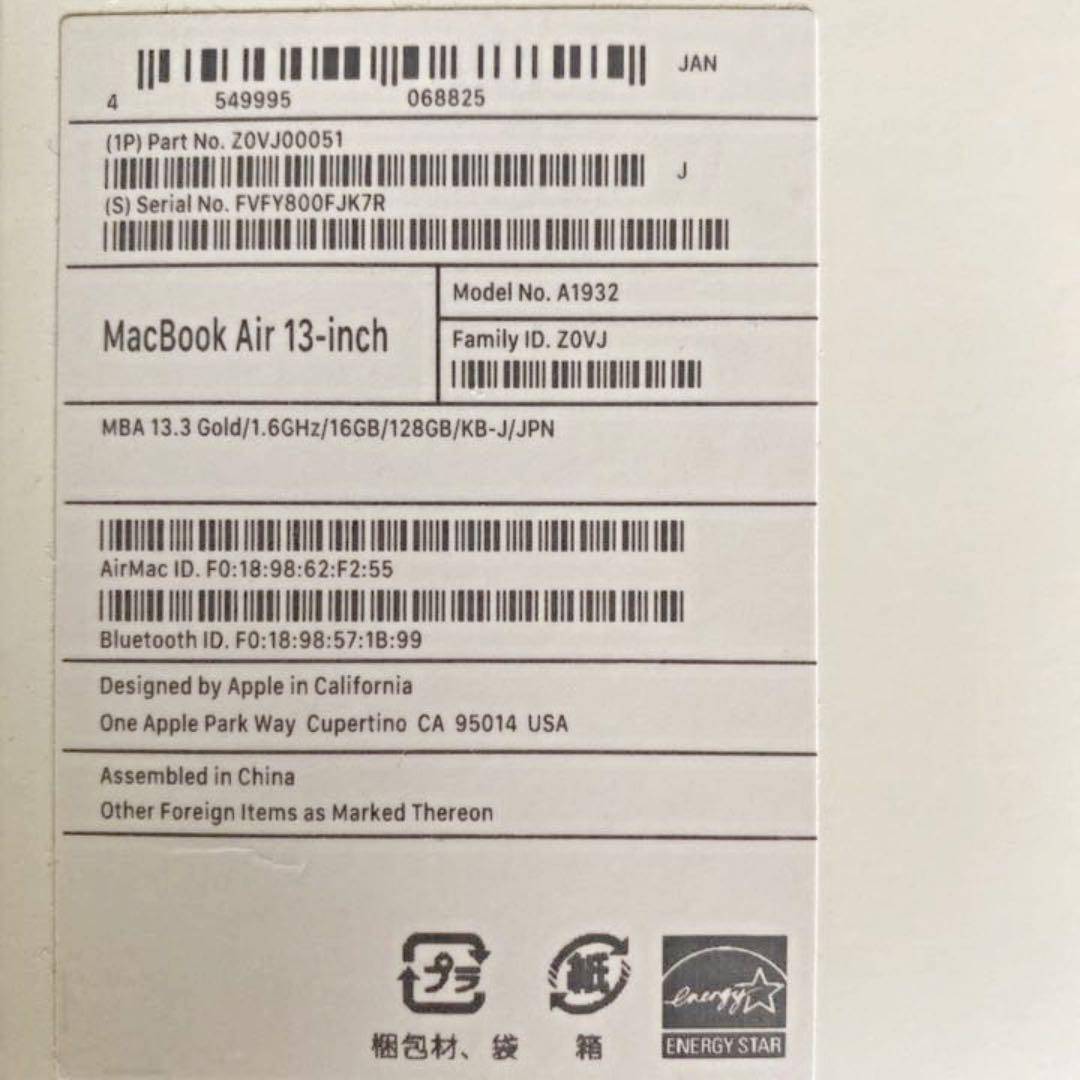 JAN
4 549995 068825
(1P) Part No. Z0VJ00051
J
(S) Serial No. FVFY800FJK7R
MacBook Air 13-inch
Model No. A1932
Family ID. Z0VJ
MBA 13.3 Gold/1.6GHz/16GB/128GB/KB-J/JPN
AirMac ID. F0:18:98:62:F2:55
Bluetooth ID. F0:18:98:57:1B:99
Designed by Apple in California
One Apple Park Way Cupertino CA 95014 USA
Assembled in China
Other Foreign Items as Marked Thereon
プラ
紙
energy
ENERGY STAR
梱包材、袋
箱